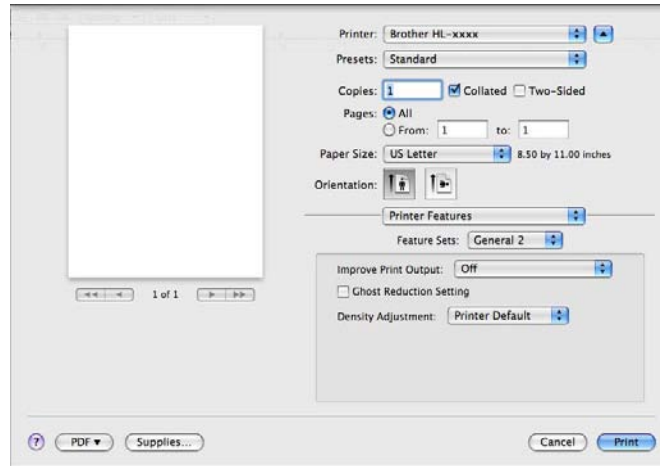 Printer: Brother HL-xxxx
Presets: Standard
Copies: 1 Collated Two-Sided
Pages: All
From: 1 to: 1
Paper Size: US Letter 8.50 by 11.00 inches
Orientation:
Printer Features
Feature Sets: General 2
Improve Print Output: Off
Ghost Reduction Setting
Density Adjustment: Printer Default
1 of 1
? PDF Supplies... Cancel Print